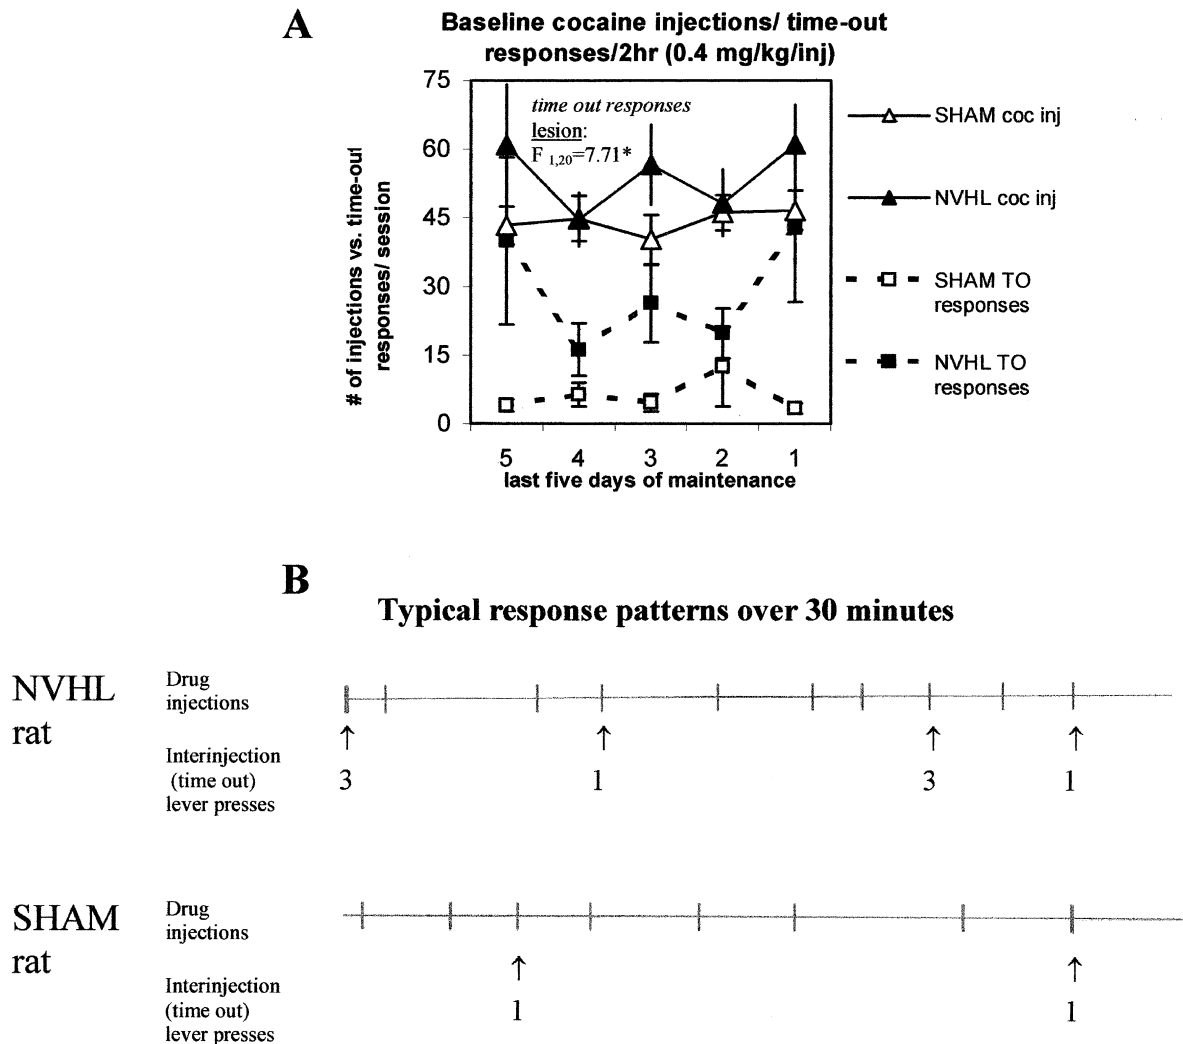 A
Baseline cocaine injections/ time-out
responses/2hr (0.4 mg/kg/inj)
# of injections vs. time-out
responses/ session
75
60
45
30
15
0
time out responses
lesion:
F 1,20=7.71*
5 4 3 2 1
last five days of maintenance
SHAM coc inj
NVHL coc inj
SHAM TO
responses
NVHL TO
responses
B
Typical response patterns over 30 minutes
NVHL
rat
Drug
injections
Interinjection
(time out)
lever presses
3 1 3 1
SHAM
rat
Drug
injections
Interinjection
(time out)
lever presses
1 1